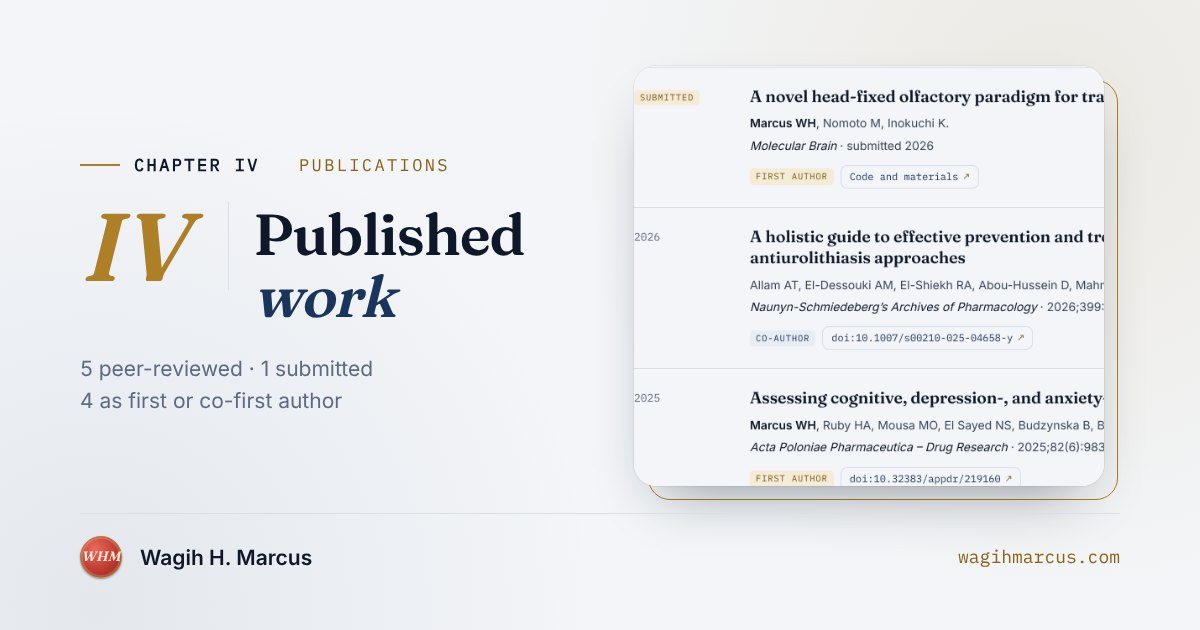 CHAPTER IV PUBLICATIONS
IV
Published
work
5 peer-reviewed · 1 submitted
4 as first or co-first author
SUBMITTED
A novel head-fixed olfactory paradigm for
Marcus WH, Nomoto M, Inokuchi K.
Molecular Brain · submitted 2026
FIRST AUTHOR Code and materials ↗
2026
A holistic guide to effective prevention and
antiurolithiasis approaches
Allam AT, El-Dessouki AM, El-Shiekh RA, Abou-Hussein D,
Naunyn-Schmiedeberg's Archives of Pharmacology · 2026;399:
CO-AUTHOR doi:10.1007/s00210-025-04658-y ↗
2025
Assessing cognitive, depression-, and anxiety-
Marcus WH, Ruby HA, Mousa MO, El Sayed NS, Budzynska B,
Acta Poloniae Pharmaceutica – Drug Research · 2025;82(6):983
FIRST AUTHOR doi:10.32383/appdr/219160 ↗
WHM
Wagih H. Marcus
wagihmarcus.com